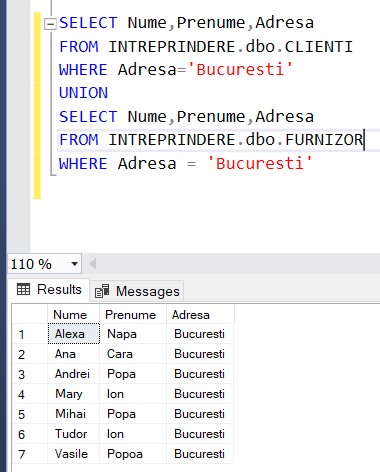 SELECT Nume,Prenume,Adresa
FROM INTREPRINDERE.dbo.CLIENTI
WHERE Adresa='Bucuresti'
UNION
SELECT Nume,Prenume,Adresa
FROM INTREPRINDERE.dbo.FURNIZOR
WHERE Adresa = 'Bucuresti'
110 %
Results Messages
Nume Prenume Adresa
1 Alexa Napa Bucuresti
2 Ana Cara Bucuresti
3 Andrei Popa Bucuresti
4 Mary Ion Bucuresti
5 Mihai Popa Bucuresti
6 Tudor Ion Bucuresti
7 Vasile Popoa Bucuresti